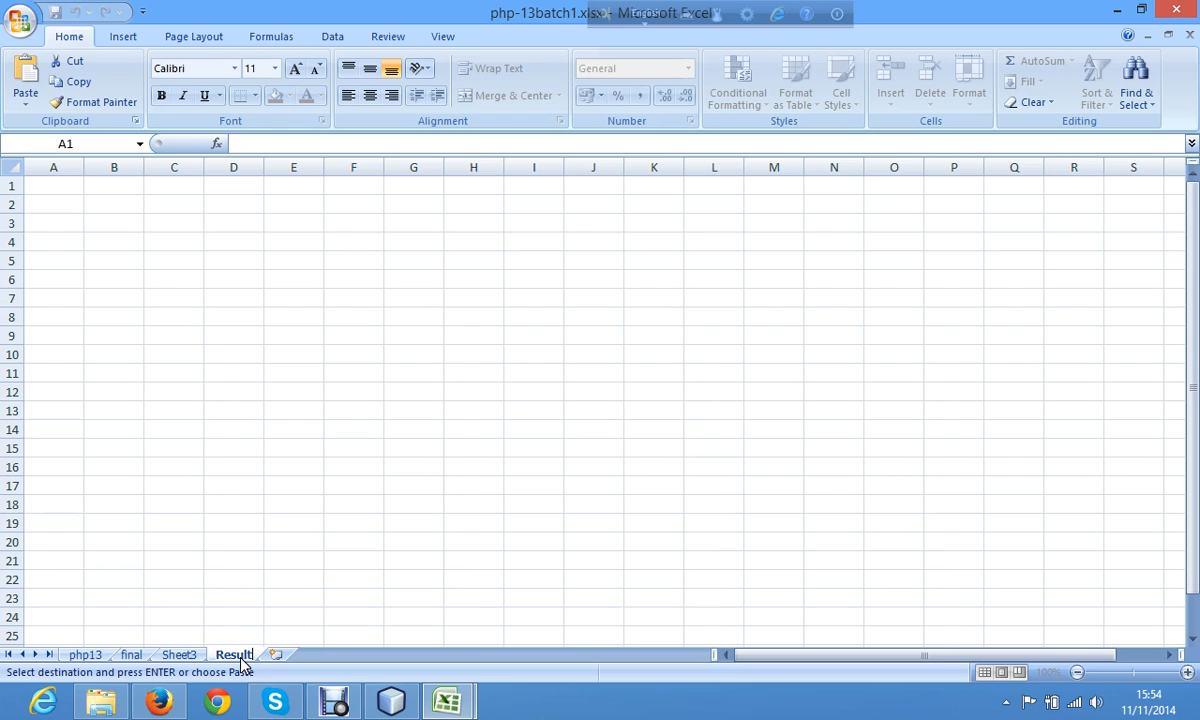 php-13batch1.xlsx - Microsoft Excel
Home Insert Page Layout Formulas Data Review View
Paste
Cut
Copy
Format Painter
Clipboard
Calibri 11
B I U
Font
Wrap Text
Merge & Center
Alignment
General
Number
Conditional Formatting
Format as Table
Cell Styles
Styles
Insert Delete Format
Cells
AutoSum
Fill
Clear
Sort & Filter
Find & Select
Editing
A1 fx
A B C D E F G H I J K L M N O P Q R S
1
2
3
4
5
6
7
8
9
10
11
12
13
14
15
16
17
18
19
20
21
22
23
24
25
php13 final Sheet3 Result
Select destination and press ENTER or choose Paste
100%
15:54
11/11/2014